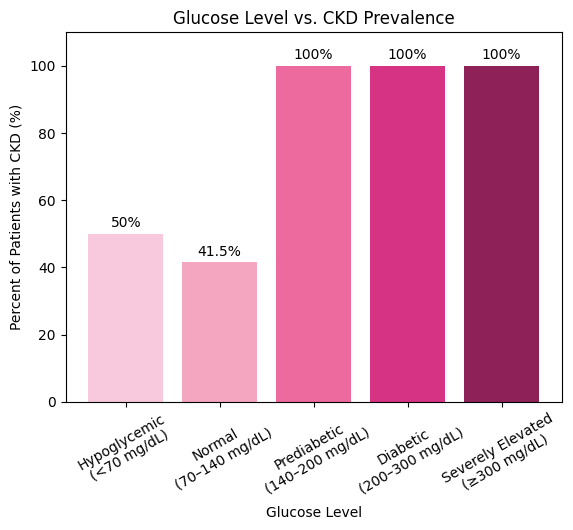 Glucose Level vs. CKD Prevalence
Percent of Patients with CKD (%)
100
80
60
40
20
0
50%
41.5%
100%
100%
100%
Hypoglycemic
(<70 mg/dL)
Normal
(70–140 mg/dL)
Prediabetic
(140–200 mg/dL)
Diabetic
(200–300 mg/dL)
Severely Elevated
(≥300 mg/dL)
Glucose Level